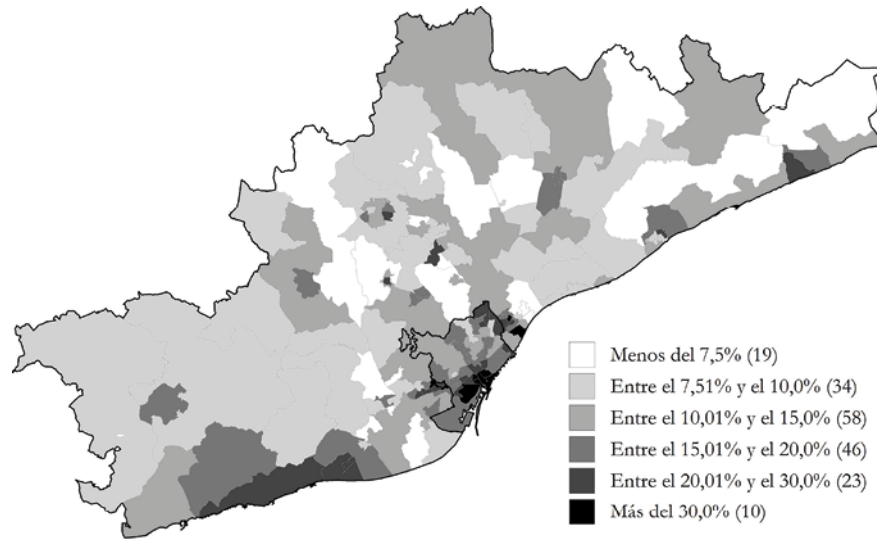 Menos del 7,5% (19)
Entre el 7,51% y el 10,0% (34)
Entre el 10,01% y el 15,0% (58)
Entre el 15,01% y el 20,0% (46)
Entre el 20,01% y el 30,0% (23)
Más del 30,0% (10)